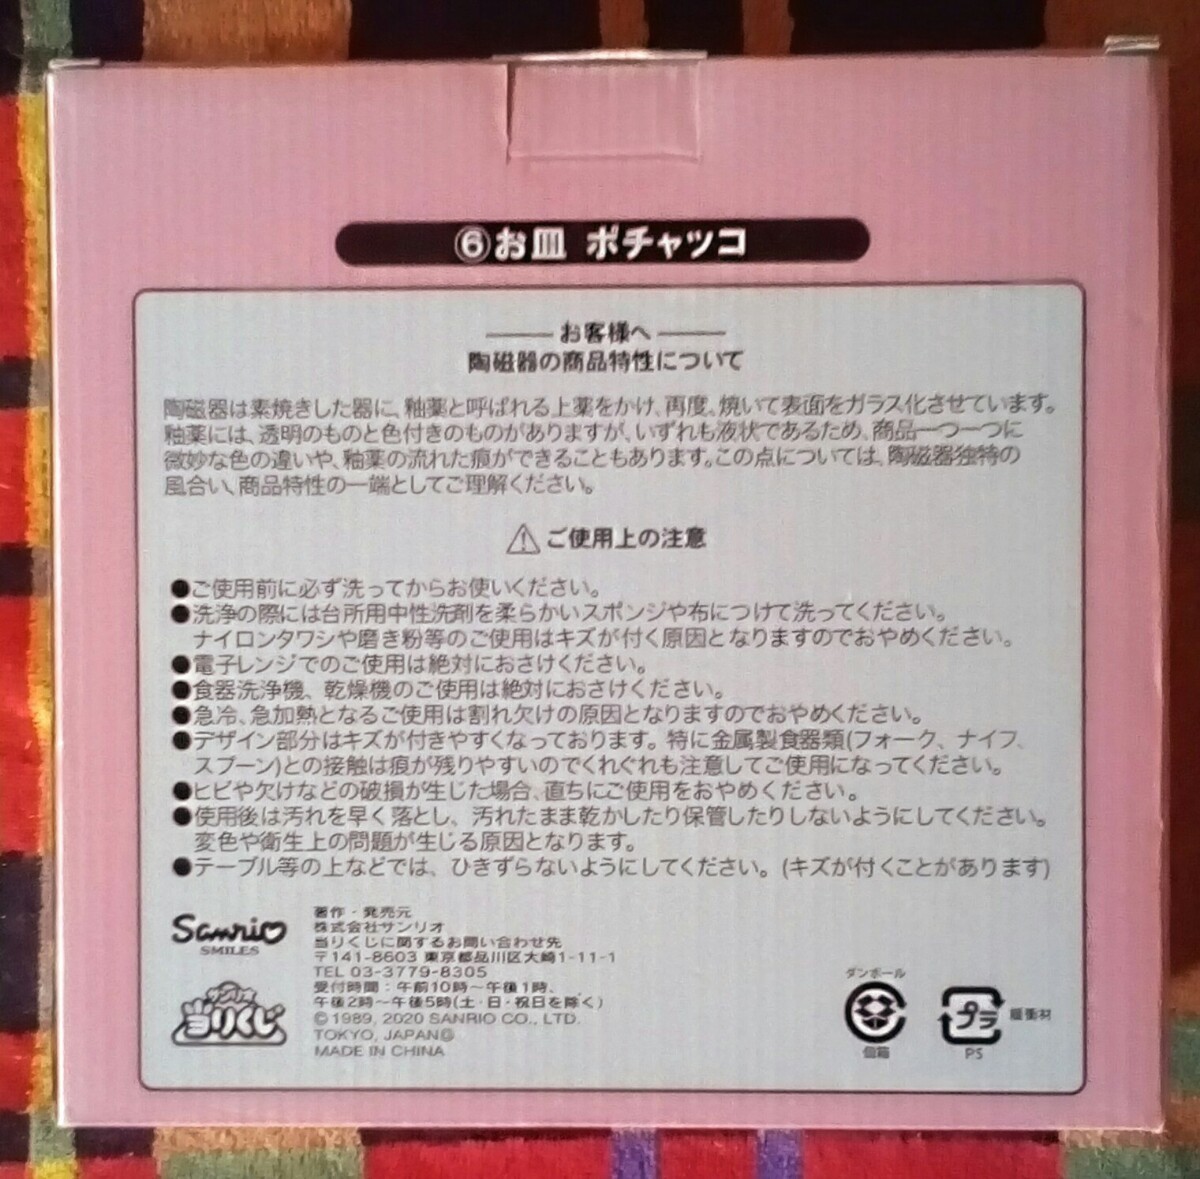 ⑥お皿 ポチャッコ
お客様へ
陶磁器の商品特性について
陶磁器は素焼きした器に、釉薬と呼ばれる上薬をかけ、再度、焼いて表面をガラス化させています。
釉薬には、透明のものと色付きのものがありますが、いずれも液状であるため、商品一つ一つに
微妙な色の違いや、釉薬の流れた痕ができることもあります。この点については、陶磁器独特の
風合い、商品特性の一端としてご理解ください。
ご使用上の注意
●ご使用前に必ず洗ってからお使いください。
●洗浄の際には台所用中性洗剤を柔らかいスポンジや布につけて洗ってください。
ナイロンタワシや磨き粉等のご使用はキズが付く原因となりますのでおやめください。
●電子レンジでのご使用は絶対におさけください。
●食器洗浄機、乾燥機のご使用は絶対におさけください。
●急冷、急加熱となるご使用は割れ欠けの原因となりますのでおやめください。
●デザイン部分はキズが付きやすくなっております。特に金属製食器類(フォーク、ナイフ、
スプーン)との接触は痕が残りやすいのでくれぐれも注意してご使用になってください。
●ヒビや欠けなどの破損が生じた場合、直ちにご使用をおやめください。
●使用後は汚れを早く落とし、汚れたまま乾かしたり保管したりしないようにしてください。
変色や衛生上の問題が生じる原因となります。
●テーブル等の上などでは、ひきずらないようにしてください。(キズが付くことがあります)
Sanrio
SMILES
サンリオ
当りくじ
著作・発売元
株式会社サンリオ
当りくじに関するお問い合わせ先
〒141-8603 東京都品川区大崎1-11-1
TEL 03-3779-8305
受付時間：午前10時～午後1時、
午後2時～午後5時(土・日・祝日を除く)
©1989, 2020 SANRIO CO., LTD.
TOKYO, JAPAN Ⓛ
MADE IN CHINA
ダンボール
個箱
プラ
緩衝材
PS